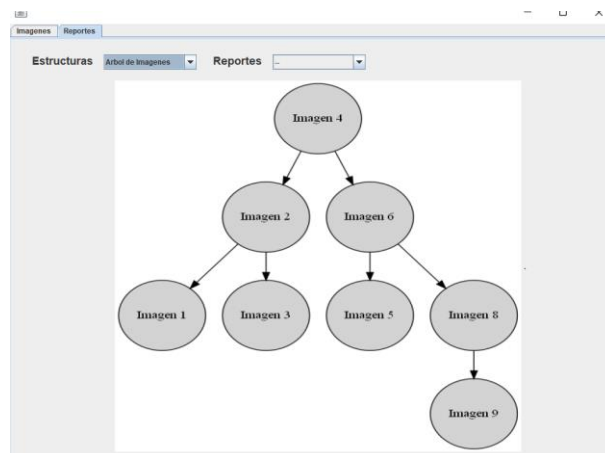 Imagenes Reportes
Estructuras Arbol de Imagenes Reportes --
Imagen 4
Imagen 2 Imagen 6
Imagen 1 Imagen 3 Imagen 5 Imagen 8
Imagen 9